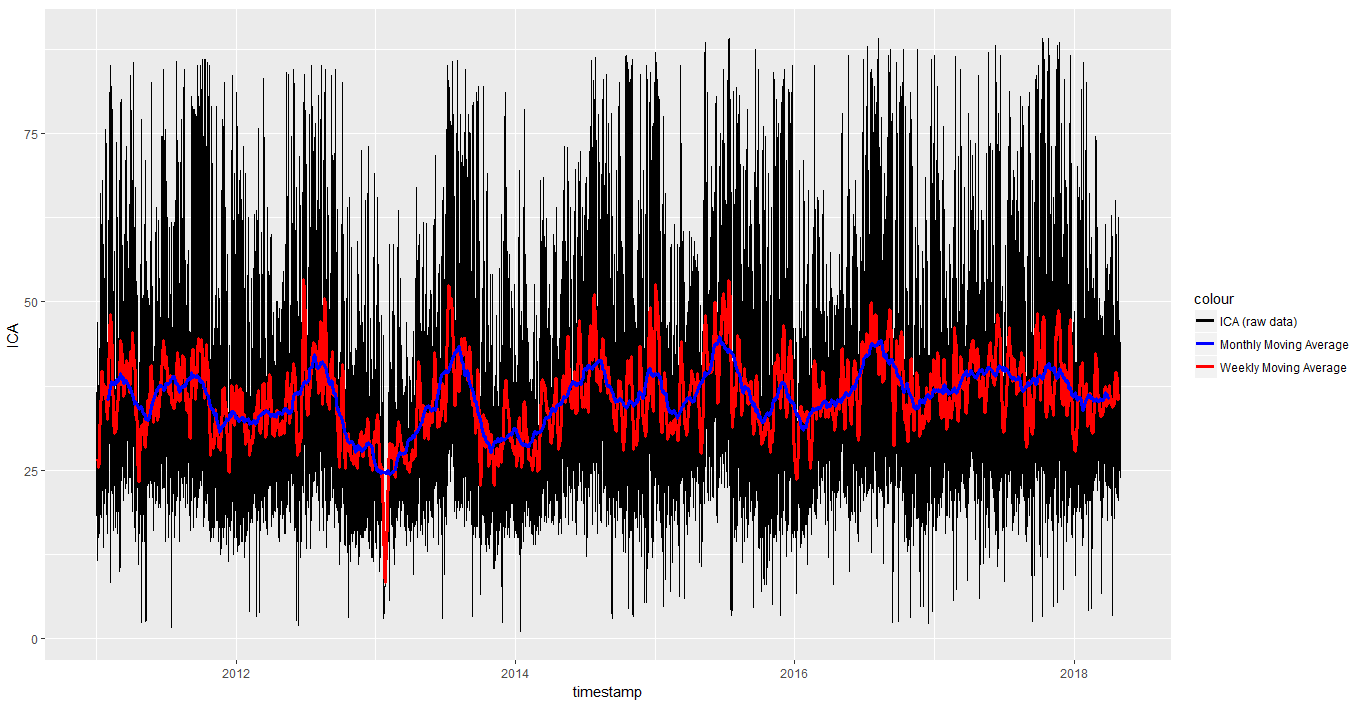 75
50
25
0
ICA
2012
2014
2016
2018
timestamp
colour
ICA (raw data)
Monthly Moving Average
Weekly Moving Average